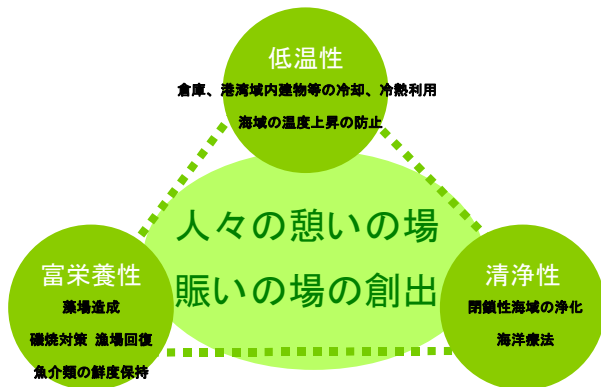 低温性
倉庫、港湾域内建物等の冷却、冷熱利用
海域の温度上昇の防止
人々の憩いの場
賑いの場の創出
富栄養性
藻場造成
磯焼対策 漁場回復
魚介類の鮮度保持
清浄性
閉鎖性海域の浄化
海洋療法